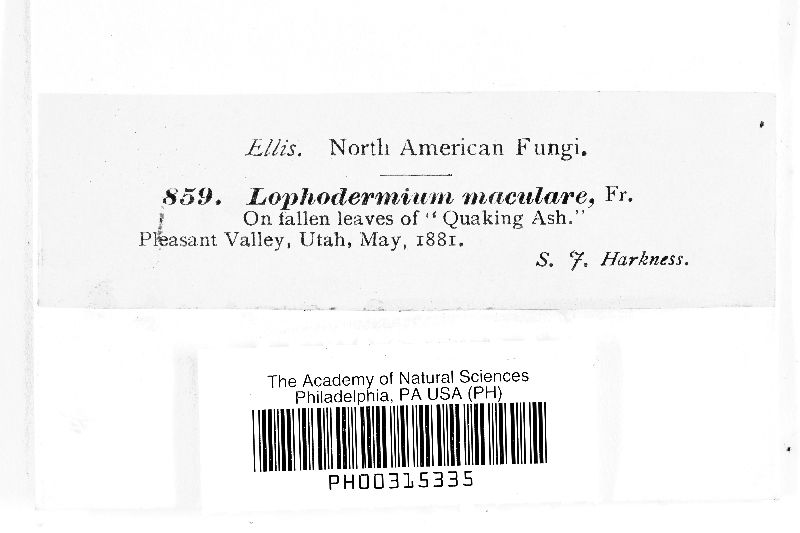 Ellis. North American Fungi.
859. Lophodermium maculare, Fr.
On fallen leaves of "Quaking Ash."
Pleasant Valley, Utah, May, 1881.
S. J. Harkness.
The Academy of Natural Sciences
Philadelphia, PA USA (PH)
PH00315335